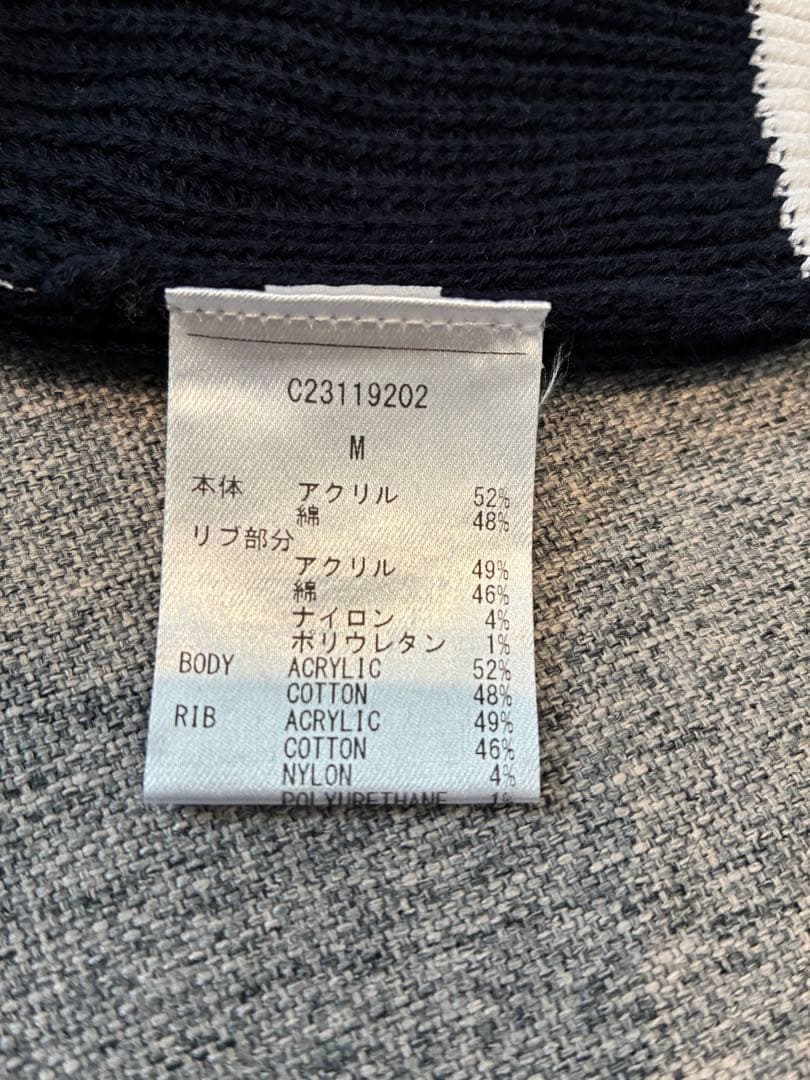 C23119202
M
本体 アクリル 52%
綿 48%
リブ部分
アクリル 49%
綿 46%
ナイロン 4%
ポリウレタン 1%
BODY ACRYLIC 52%
COTTON 48%
RIB ACRYLIC 49%
COTTON 46%
NYLON 4%
POLYURETHANE 1%